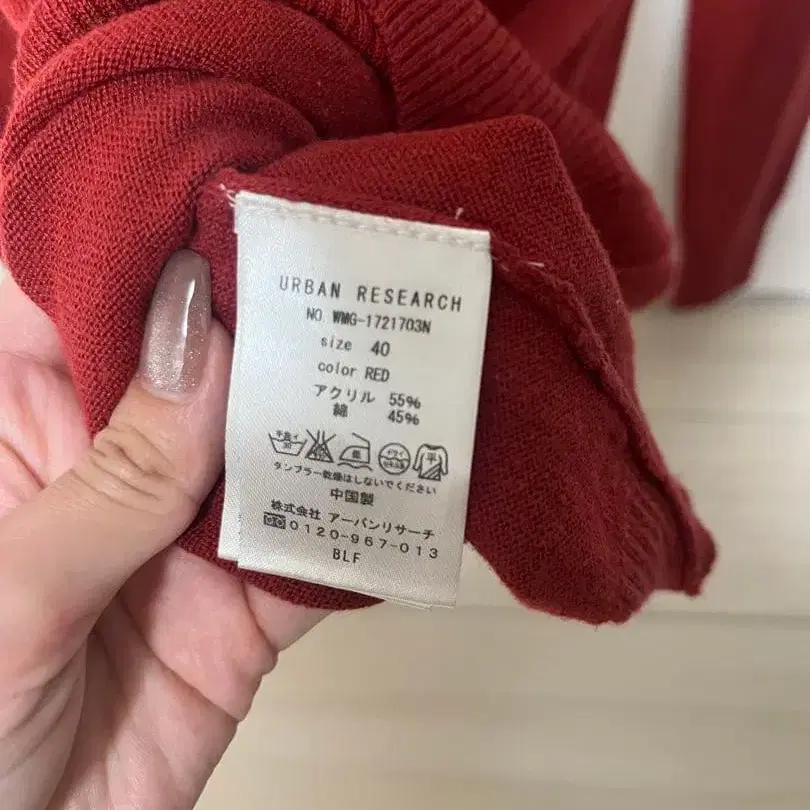 URBAN RESEARCH
NO WMG-1721703N
size 40
color RED
アクリル 55%
綿 45%
タンブラー乾燥はしないでください
中国製
株式会社 アーバンリサーチ
0120-967-013
BLF